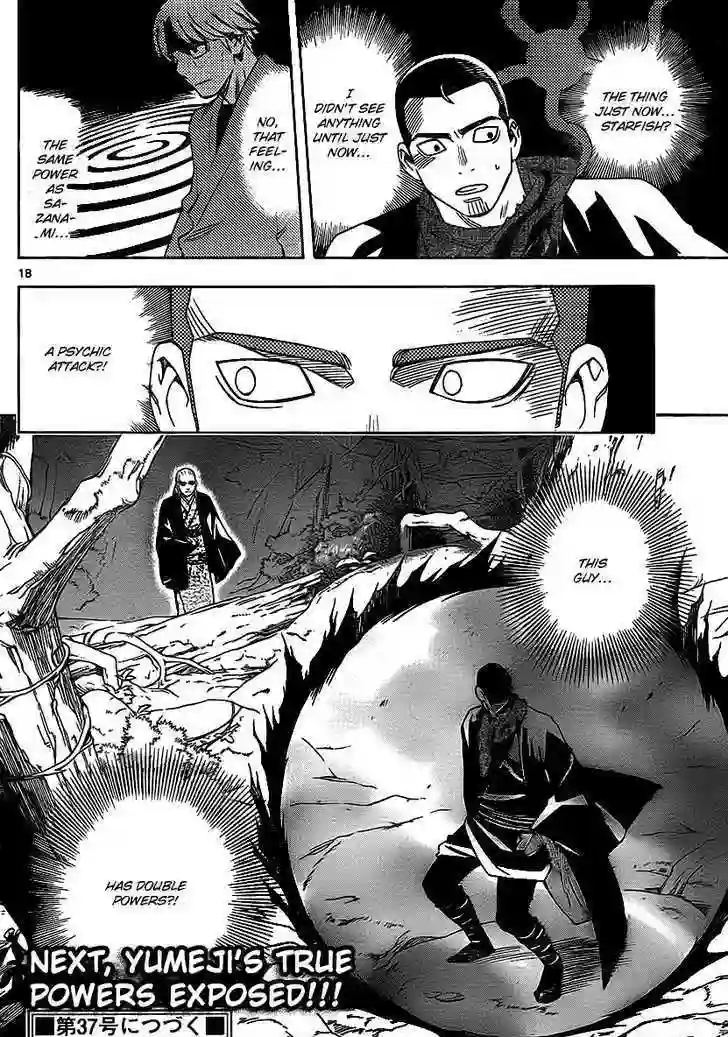 THE THING
JUST NOW...
STARFISH?
I
DIDN'T SEE
ANYTHING
UNTIL JUST
NOW...
NO,
THAT
FEEL-
ING...
THE
SAME
POWER
AS
SA-
ZANA-
MI...
18
A PSYCHIC
ATTACK?!
THIS
GUY...
HAS DOUBLE
POWERS?!
NEXT, YUMEJI'S TRUE
POWERS EXPOSED!!!
■第37号につづく■